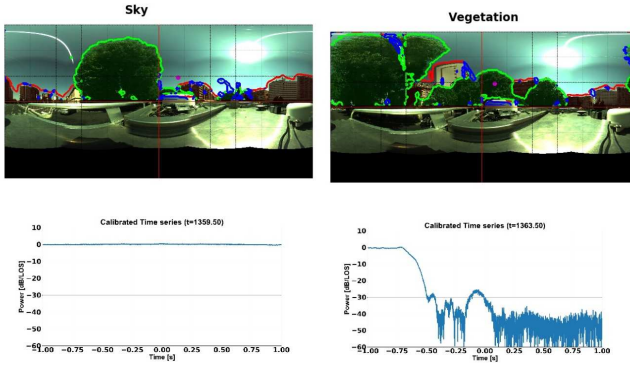 Sky
Vegetation
Calibrated Time series (t=1359.50)
10
0
−10
−20
−30
−40
−50
−60
Power [dB/LOS]
−1.00 −0.75 −0.50 −0.25 0.00 0.25 0.50 0.75 1.00
Time [s]
Calibrated Time series (t=1363.50)
10
0
−10
−20
−30
−40
−50
−60
Power [dB/LOS]
−1.00 −0.75 −0.50 −0.25 0.00 0.25 0.50 0.75 1.00
Time [s]